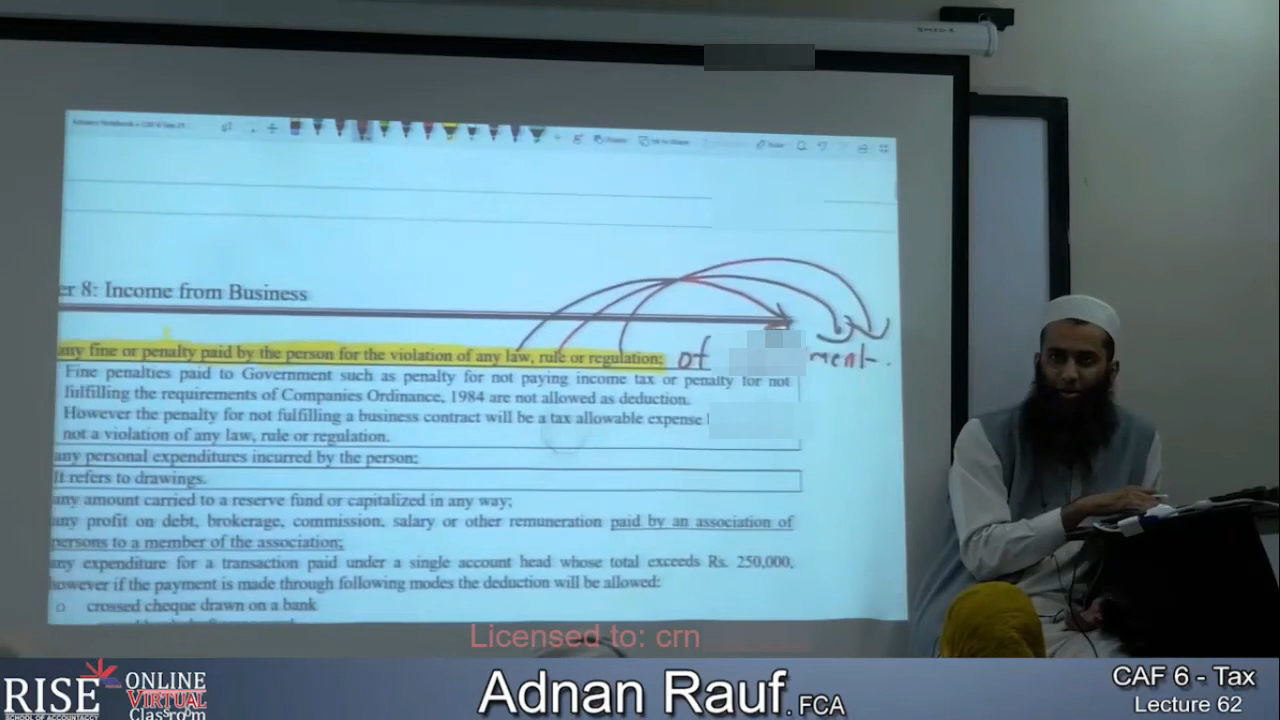 er 8: Income from Business
any fine or penalty paid by the person for the violation of any law, rule or regulation; of ment.
Fine penalties paid to Government such as penalty for not paying income tax or penalty for not
fulfilling the requirements of Companies Ordinance, 1984 are not allowed as deduction.
However the penalty for not fulfilling a business contract will be a tax allowable expense
not a violation of any law, rule or regulation.
any personal expenditures incurred by the person;
It refers to drawings.
any amount carried to a reserve fund or capitalized in any way;
any profit on debt, brokerage, commission, salary or other remuneration paid by an association of
persons to a member of the association;
any expenditure for a transaction paid under a single account head whose total exceeds Rs. 250,000,
however if the payment is made through following modes the deduction will be allowed:
o crossed cheque drawn on a bank
Licensed to: crn
RISE
SCHOOL OF ACCOUNTACY
ONLINE
VIRTUAL
Classroom
Adnan Rauf. FCA
CAF 6 - Tax
Lecture 62